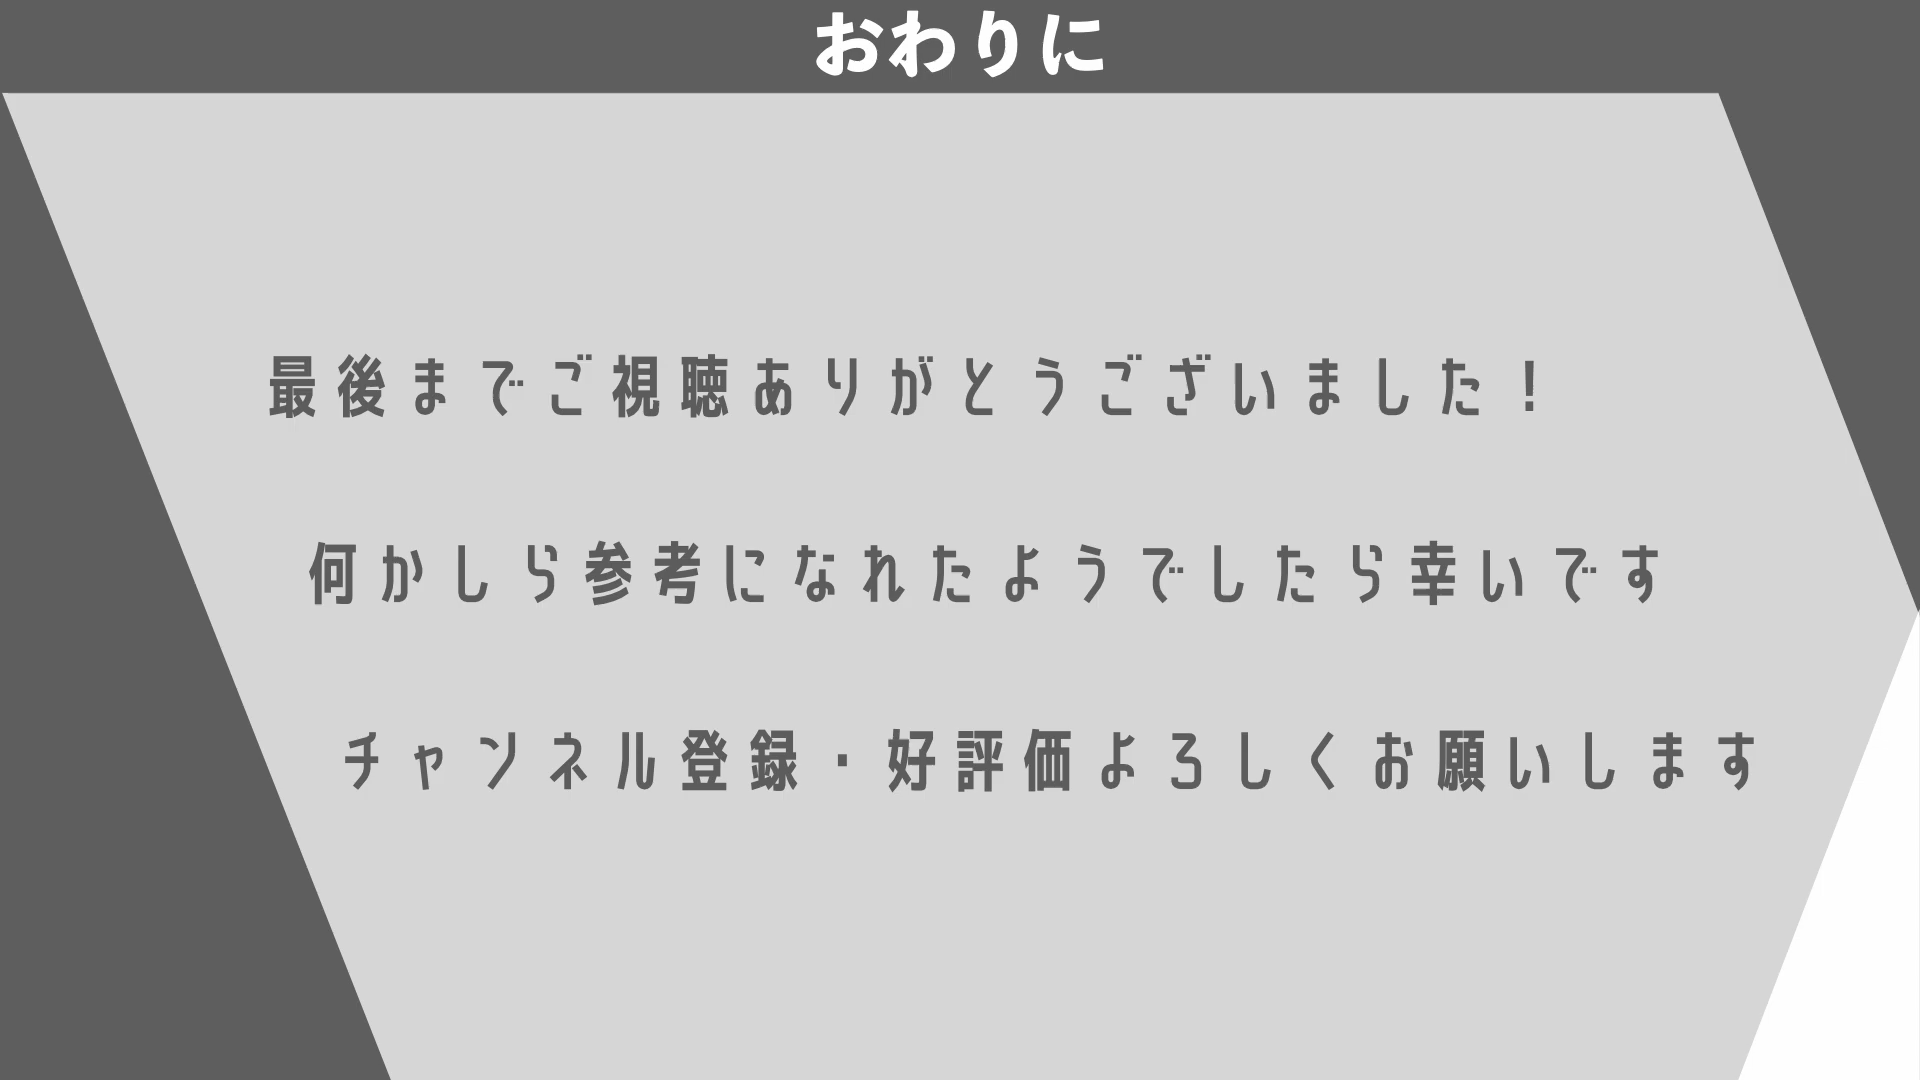 おわりに
最後までご視聴ありがとうございました！
何かしら参考になれたようでしたら幸いです
チャンネル登録・好評価よろしくお願いします